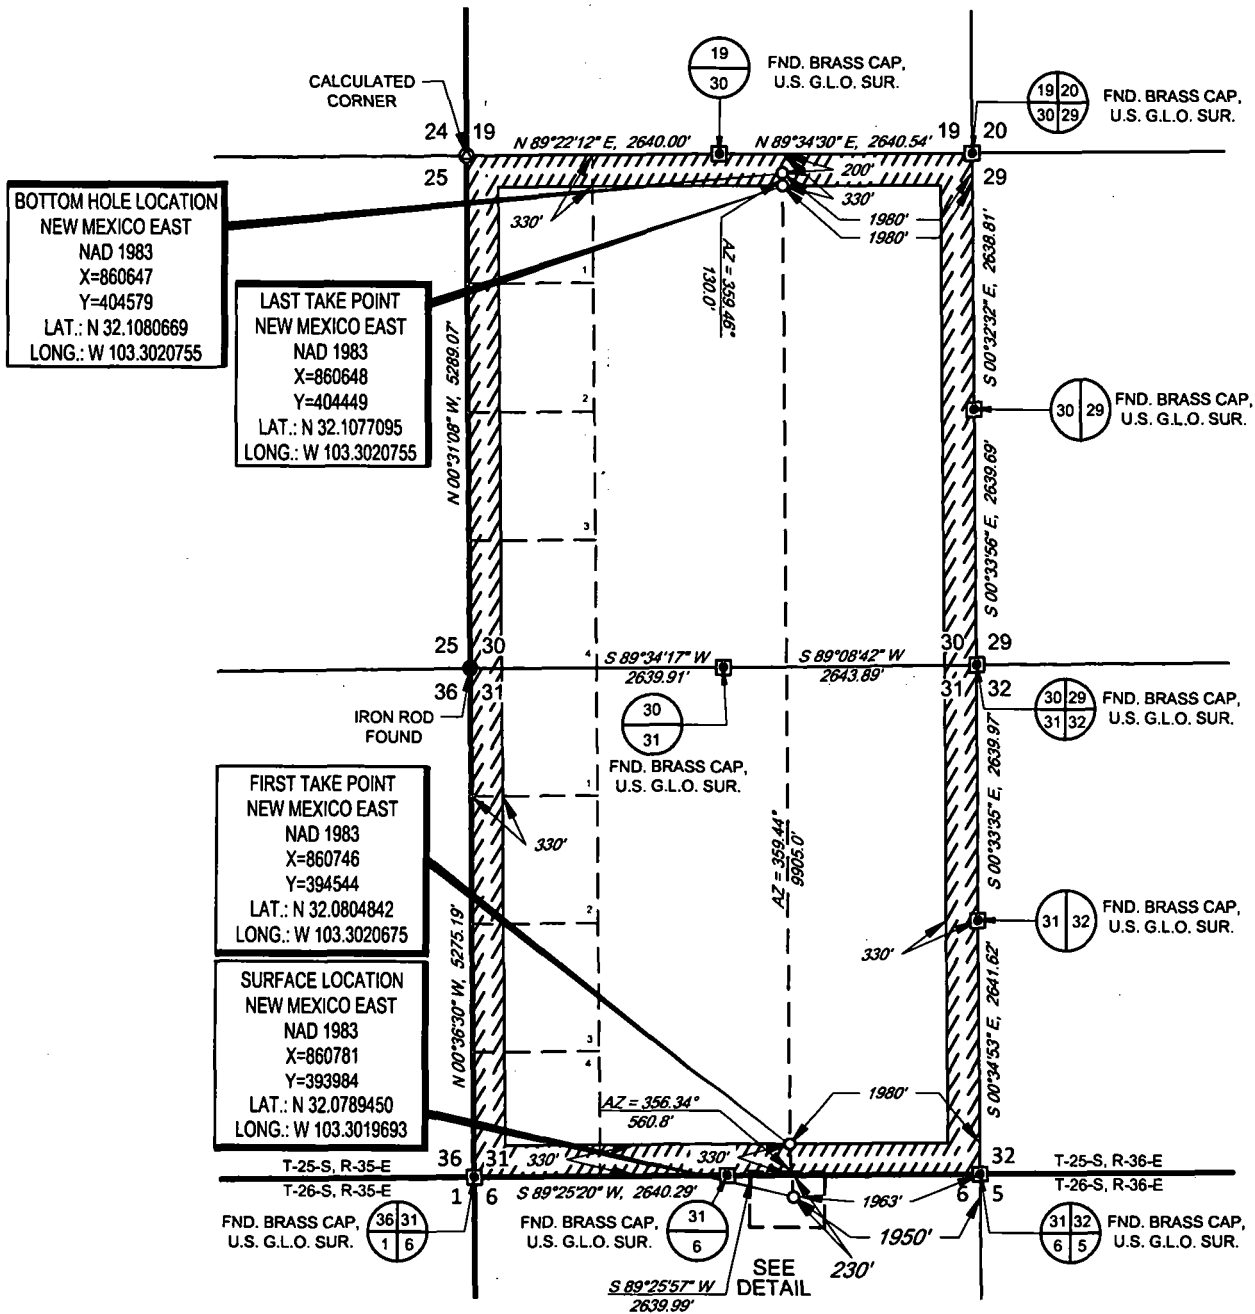 19
30
FND. BRASS CAP,
U.S. G.L.O. SUR.
CALCULATED
CORNER
19 20
30 29
FND. BRASS CAP,
U.S. G.L.O. SUR.
24 19
N 89°22'12" E, 2640.00'
N 89°34'30" E, 2640.54'
19 20
25
29
200'
330'
330'
1980'
1980'
BOTTOM HOLE LOCATION
NEW MEXICO EAST
NAD 1983
X=860647
Y=404579
LAT.: N 32.1080669
LONG.: W 103.3020755
AZ = 359.46°
130.0'
S 00°32'32" E, 2638.81'
1
LAST TAKE POINT
NEW MEXICO EAST
NAD 1983
X=860648
Y=404449
LAT.: N 32.1077095
LONG.: W 103.3020755
N 00°31'08" W, 5289.07'
2
30 29
FND. BRASS CAP,
U.S. G.L.O. SUR.
3
S 00°33'56" E, 2639.69'
25 30
4
S 89°34'17" W
2639.91'
S 89°08'42" W
2643.89'
30 29
36 31
31 32
IRON ROD
FOUND
30
31
FND. BRASS CAP,
U.S. G.L.O. SUR.
30 29
31 32
FND. BRASS CAP,
U.S. G.L.O. SUR.
FIRST TAKE POINT
NEW MEXICO EAST
NAD 1983
X=860746
Y=394544
LAT.: N 32.0804842
LONG.: W 103.3020675
1
330'
AZ = 359.44°
9905.0'
S 00°33'35" E, 2639.97'
2
31 32
FND. BRASS CAP,
U.S. G.L.O. SUR.
330'
N 00°36'30" W, 5275.19'
SURFACE LOCATION
NEW MEXICO EAST
NAD 1983
X=860781
Y=393984
LAT.: N 32.0789450
LONG.: W 103.3019693
3
4
S 00°34'53" E, 2641.62'
AZ = 356.34°
560.8'
1980'
36 31
330'
330'
32
T-25-S, R-35-E
T-26-S, R-35-E
T-25-S, R-36-E
T-26-S, R-36-E
1 6
S 89°25'20" W, 2640.29'
1963'
6 5
FND. BRASS CAP,
U.S. G.L.O. SUR.
36 31
1 6
FND. BRASS CAP,
U.S. G.L.O. SUR.
31
6
1950'
230'
31 32
6 5
FND. BRASS CAP,
U.S. G.L.O. SUR.
SEE
DETAIL
S 89°25'57" W
2639.99'